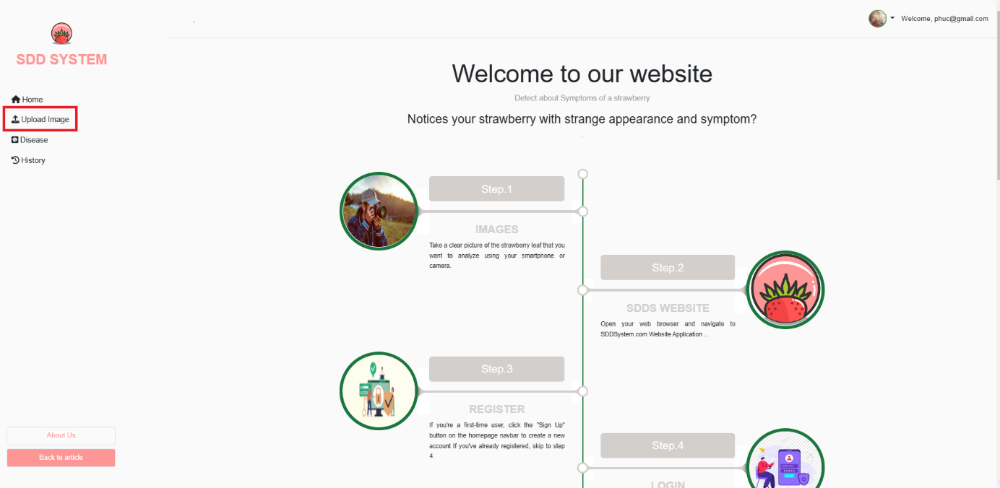 SDD SYSTEM
Home
Upload Image
Disease
History
About Us
Back to article
Welcome, phuc@gmail.com
Welcome to our website
Detect about Symptoms of a strawberry
Notices your strawberry with strange appearance and symptom?
Step.1
IMAGES
Take a clear picture of the strawberry leaf that you
want to analyze using your smartphone or
camera.
Step.2
SDDS WEBSITE
Open your web browser and navigate to
SDDSystem.com Website Application ...
Step.3
REGISTER
If you're a first-time user, click the "Sign Up"
button on the homepage navbar to create a new
account If you've already registered, skip to step
4.
Step.4
LOGIN